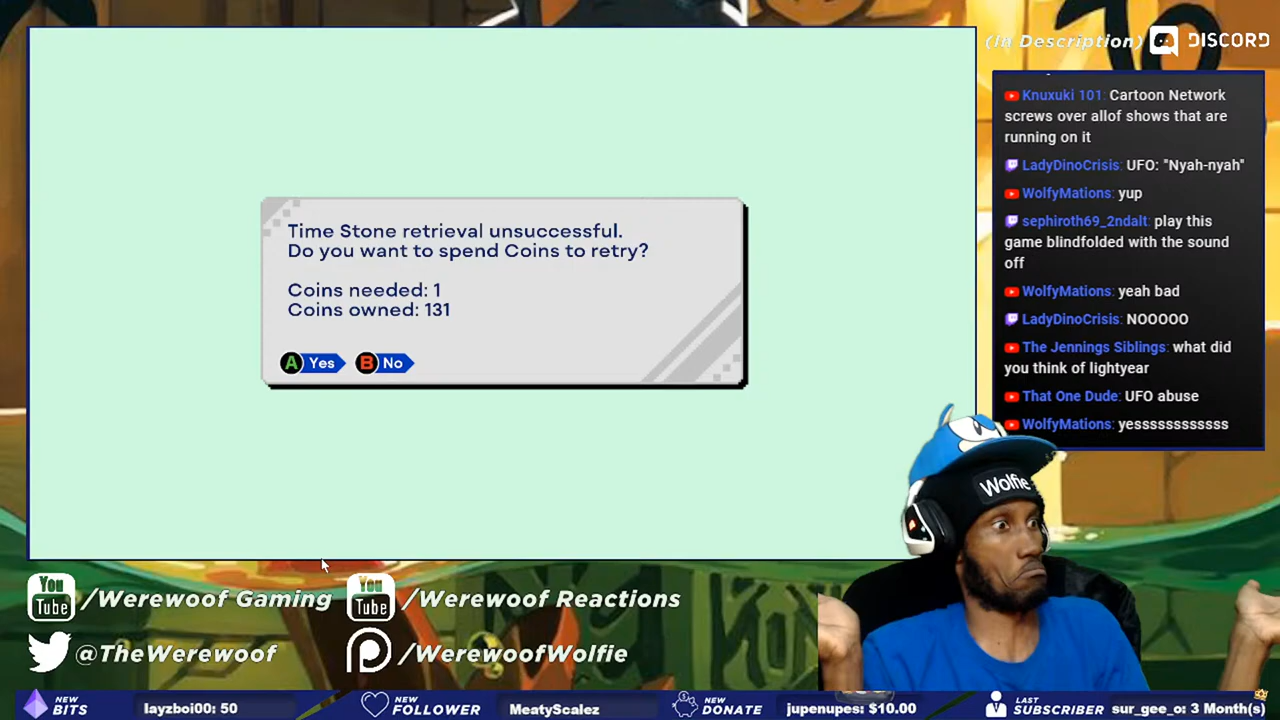 (In Description) DISCORD
Knuxuki 101: Cartoon Network
screws over allof shows that are
running on it
LadyDinoCrisis: UFO: "Nyah-nyah"
WolfyMations: yup
sephiroth69_2ndalt: play this
game blindfolded with the sound
off
WolfyMations: yeah bad
LadyDinoCrisis: NOOOOO
The Jennings Siblings: what did
you think of lightyear
That One Dude: UFO abuse
WolfyMations: yessssssssssss
Time Stone retrieval unsuccessful.
Do you want to spend Coins to retry?
Coins needed: 1
Coins owned: 131
A Yes B No
Wolfie
You Tube /Werewoof Gaming You Tube /Werewoof Reactions
@TheWerewoof /WerewoofWolfie
NEW BITS layzboi00: 50 NEW FOLLOWER MeatyScalez NEW DONATE jupenupes: $10.00 LAST SUBSCRIBER sur_gee_o: 3 Month(s)